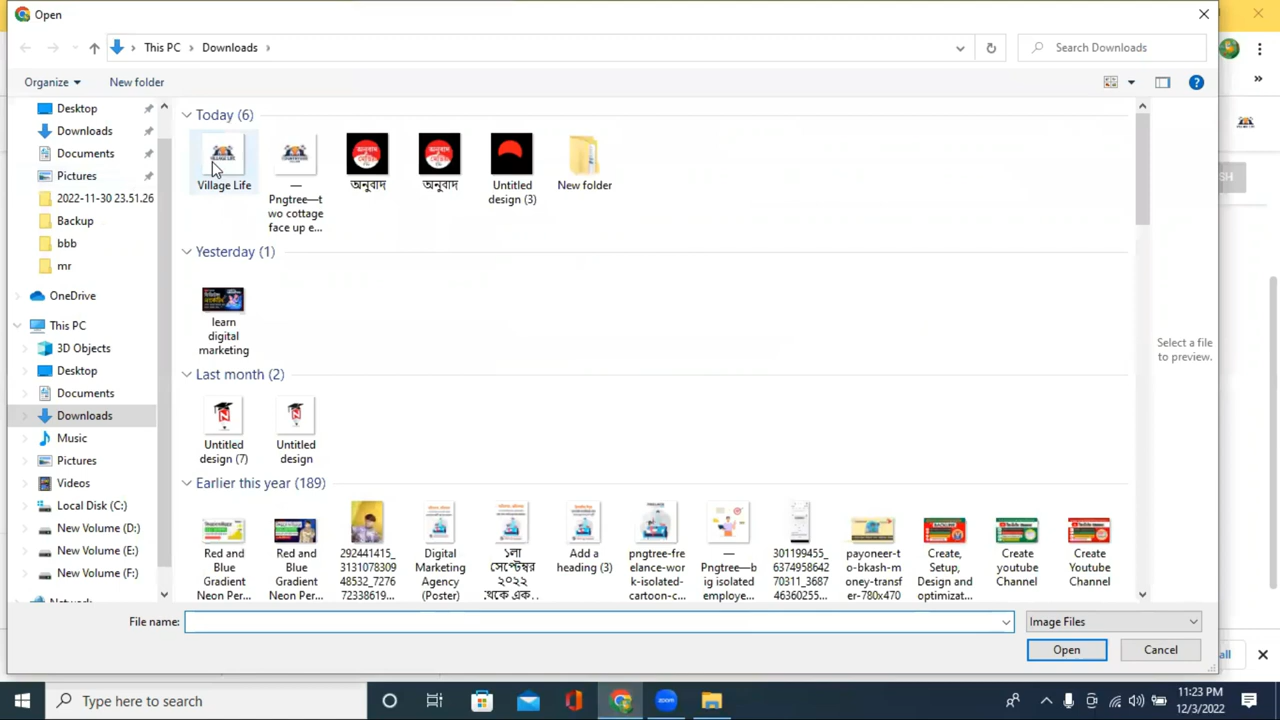 Open
This PC > Downloads >
Search Downloads
Organize
New folder
Desktop
Downloads
Documents
Pictures
2022-11-30 23.51.26
Backup
bbb
mr
OneDrive
This PC
3D Objects
Desktop
Documents
Downloads
Music
Pictures
Videos
Local Disk (C:)
New Volume (D:)
New Volume (E:)
New Volume (F:)
Today (6)
Village Life
—
Pngtree—t
wo cottage
face up e...
অনুবাদ
অনুবাদ
Untitled
design (3)
New folder
Yesterday (1)
learn
digital
marketing
Last month (2)
Untitled
design (7)
Untitled
design
Earlier this year (189)
Red and
Blue
Gradient
Neon Per...
Red and
Blue
Gradient
Neon Per...
292441415_
3131078309
48532_7276
72338619...
Digital
Marketing
Agency
(Poster)
১লা
সেপ্টেম্বর
২০২২
থেকে এক...
Add a
heading (3)
pngtree-fre
elance-wor
k-isolated-
cartoon-c...
—
Pngtree—b
ig isolated
employe...
301199455_
6374958642
70311_3687
46360255...
payoneer-t
o-bkash-m
oney-transf
er-780x470
Create,
Setup,
Design and
optimizat...
Create
youtube
Channel
Create
Youtube
Channel
Select a file
to preview.
File name:
Image Files
Open
Cancel
SH
all
Type here to search
11:23 PM
12/3/2022